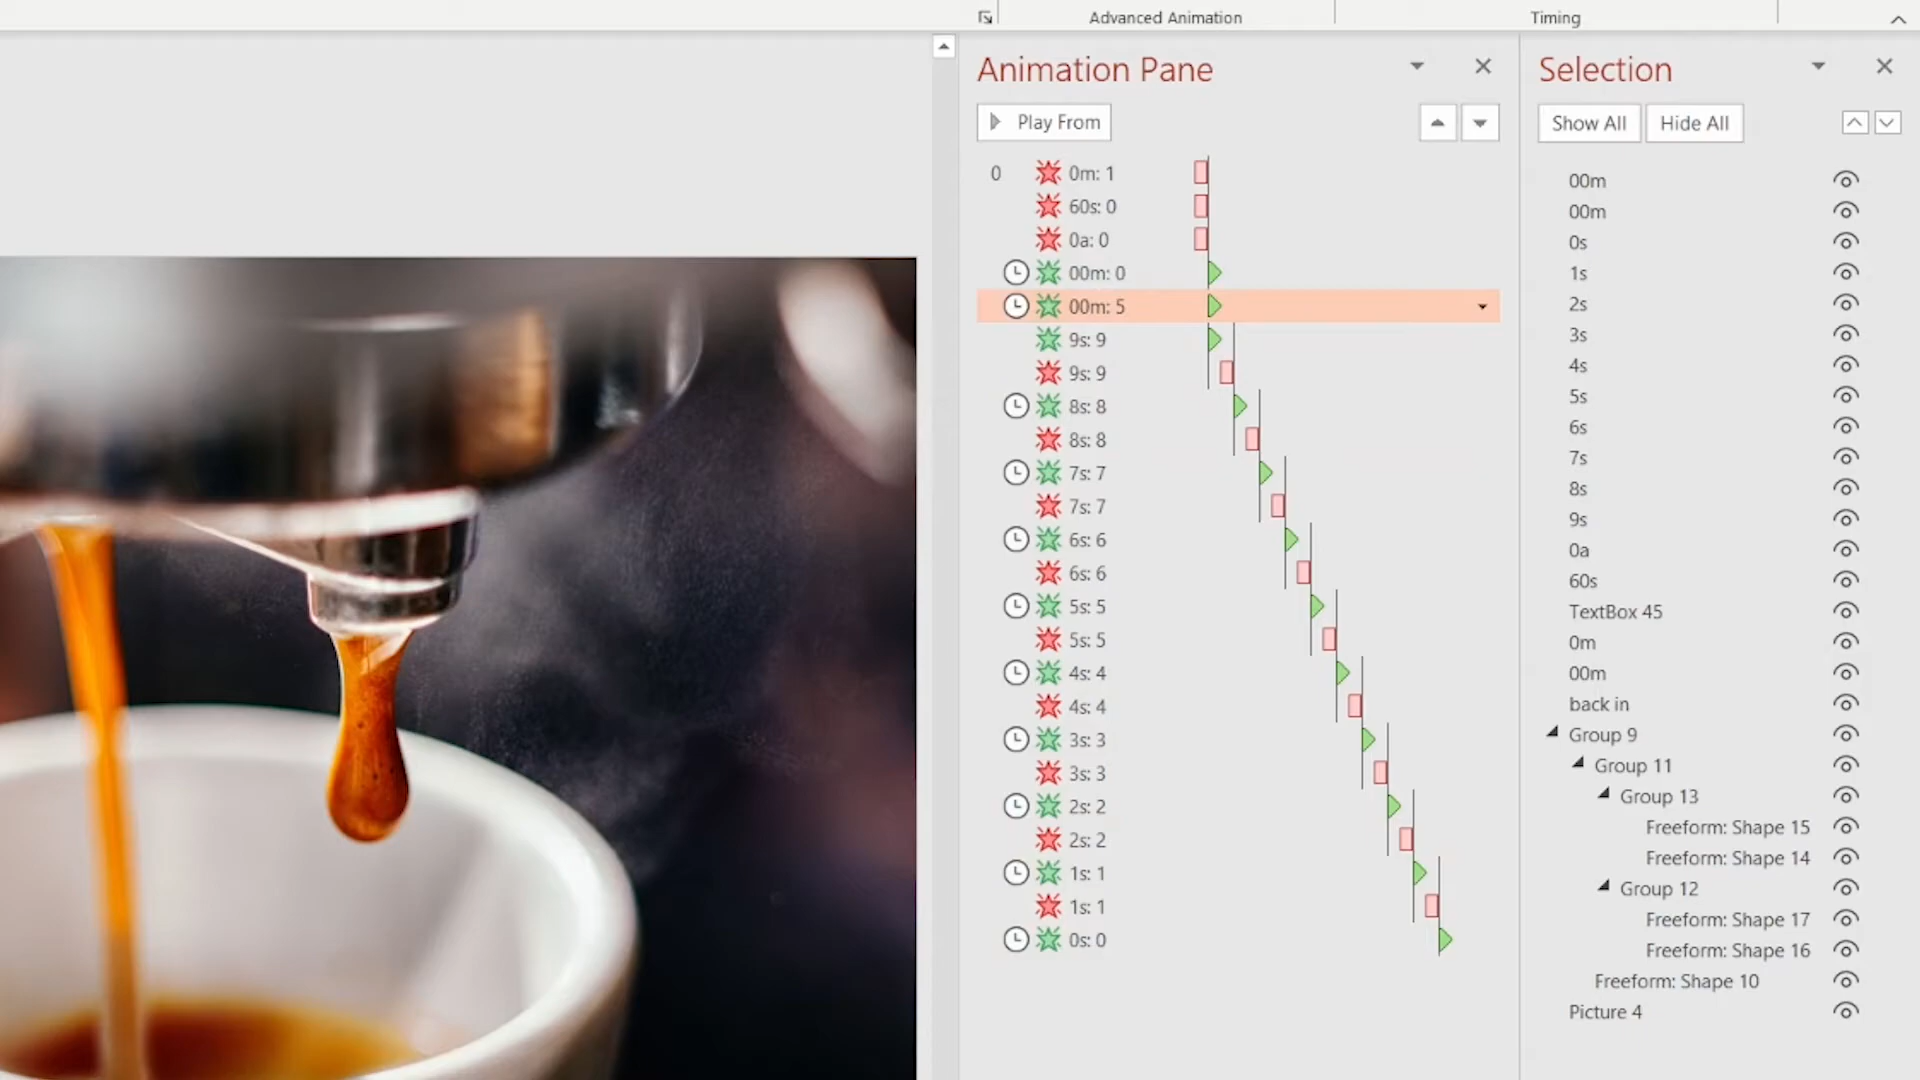 Advanced Animation
Timing
Animation Pane
Play From
0
0m: 1
60s: 0
0a: 0
00m: 0
00m: 5
9s: 9
9s: 9
8s: 8
8s: 8
7s: 7
7s: 7
6s: 6
6s: 6
5s: 5
5s: 5
4s: 4
4s: 4
3s: 3
3s: 3
2s: 2
2s: 2
1s: 1
1s: 1
0s: 0
Selection
Show All Hide All
00m
00m
0s
1s
2s
3s
4s
5s
6s
7s
8s
9s
0a
60s
TextBox 45
0m
00m
back in
Group 9
Group 11
Group 13
Freeform: Shape 15
Freeform: Shape 14
Group 12
Freeform: Shape 17
Freeform: Shape 16
Freeform: Shape 10
Picture 4